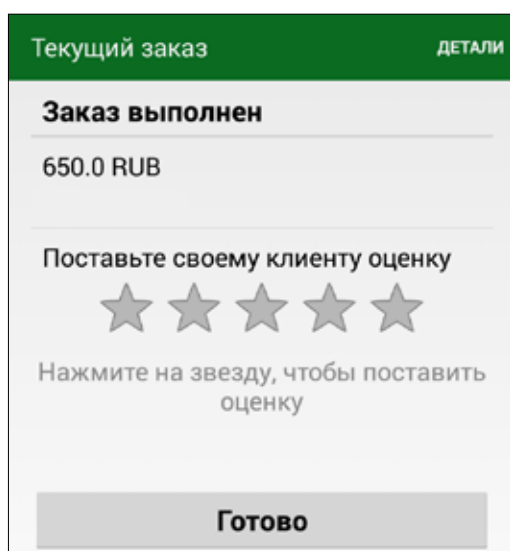 Текущий заказ ДЕТАЛИ
Заказ выполнен
650.0 RUB
Поставьте своему клиенту оценку
Нажмите на звезду, чтобы поставить
оценку
Готово